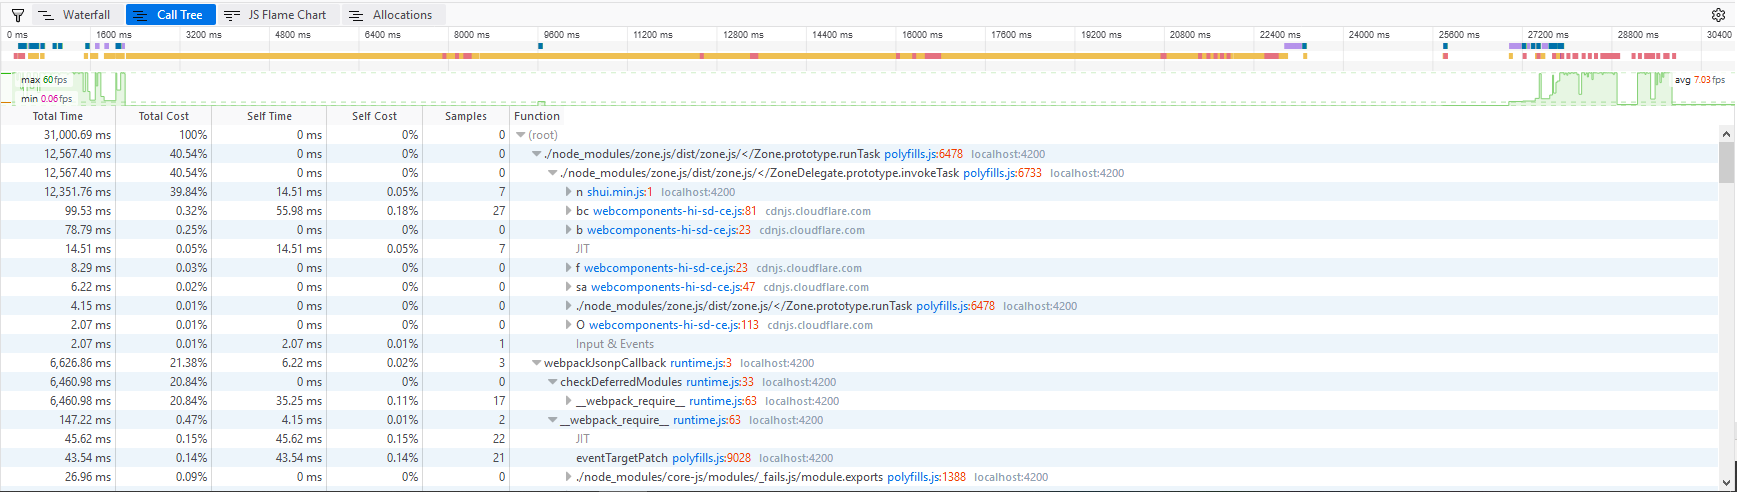 Waterfall Call Tree JS Flame Chart Allocations
0 ms 1600 ms 3200 ms 4800 ms 6400 ms 8000 ms 9600 ms 11200 ms 12800 ms 14400 ms 16000 ms 17600 ms 19200 ms 20800 ms 22400 ms 24000 ms 25600 ms 27200 ms 28800 ms 30400
max 60 fps avg 7.03 fps
min 0.06 fps
Total Time Total Cost Self Time Self Cost Samples Function
31,000.69 ms 100% 0 ms 0% 0 (root)
12,567.40 ms 40.54% 0 ms 0% 0 ./node_modules/zone.js/dist/zone.js/</Zone.prototype.runTask polyfills.js:6478 localhost:4200
12,567.40 ms 40.54% 0 ms 0% 0 ./node_modules/zone.js/dist/zone.js/</ZoneDelegate.prototype.invokeTask polyfills.js:6733 localhost:4200
12,351.76 ms 39.84% 14.51 ms 0.05% 7 n shui.min.js:1 localhost:4200
99.53 ms 0.32% 55.98 ms 0.18% 27 bc webcomponents-hi-sd-ce.js:81 cdnjs.cloudflare.com
78.79 ms 0.25% 0 ms 0% 0 b webcomponents-hi-sd-ce.js:23 cdnjs.cloudflare.com
14.51 ms 0.05% 14.51 ms 0.05% 7 JIT
8.29 ms 0.03% 0 ms 0% 0 f webcomponents-hi-sd-ce.js:23 cdnjs.cloudflare.com
6.22 ms 0.02% 0 ms 0% 0 sa webcomponents-hi-sd-ce.js:47 cdnjs.cloudflare.com
4.15 ms 0.01% 0 ms 0% 0 ./node_modules/zone.js/dist/zone.js/</Zone.prototype.runTask polyfills.js:6478 localhost:4200
2.07 ms 0.01% 0 ms 0% 0 O webcomponents-hi-sd-ce.js:113 cdnjs.cloudflare.com
2.07 ms 0.01% 2.07 ms 0.01% 1 Input & Events
6,626.86 ms 21.38% 6.22 ms 0.02% 3 webpackJsonpCallback runtime.js:3 localhost:4200
6,460.98 ms 20.84% 0 ms 0% 0 checkDeferredModules runtime.js:33 localhost:4200
6,460.98 ms 20.84% 35.25 ms 0.11% 17 __webpack_require__ runtime.js:63 localhost:4200
147.22 ms 0.47% 4.15 ms 0.01% 2 __webpack_require__ runtime.js:63 localhost:4200
45.62 ms 0.15% 45.62 ms 0.15% 22 JIT
43.54 ms 0.14% 43.54 ms 0.14% 21 eventTargetPatch polyfills.js:9028 localhost:4200
26.96 ms 0.09% 0 ms 0% 0 ./node_modules/core-js/modules/_fails.js/module.exports polyfills.js:1388 localhost:4200